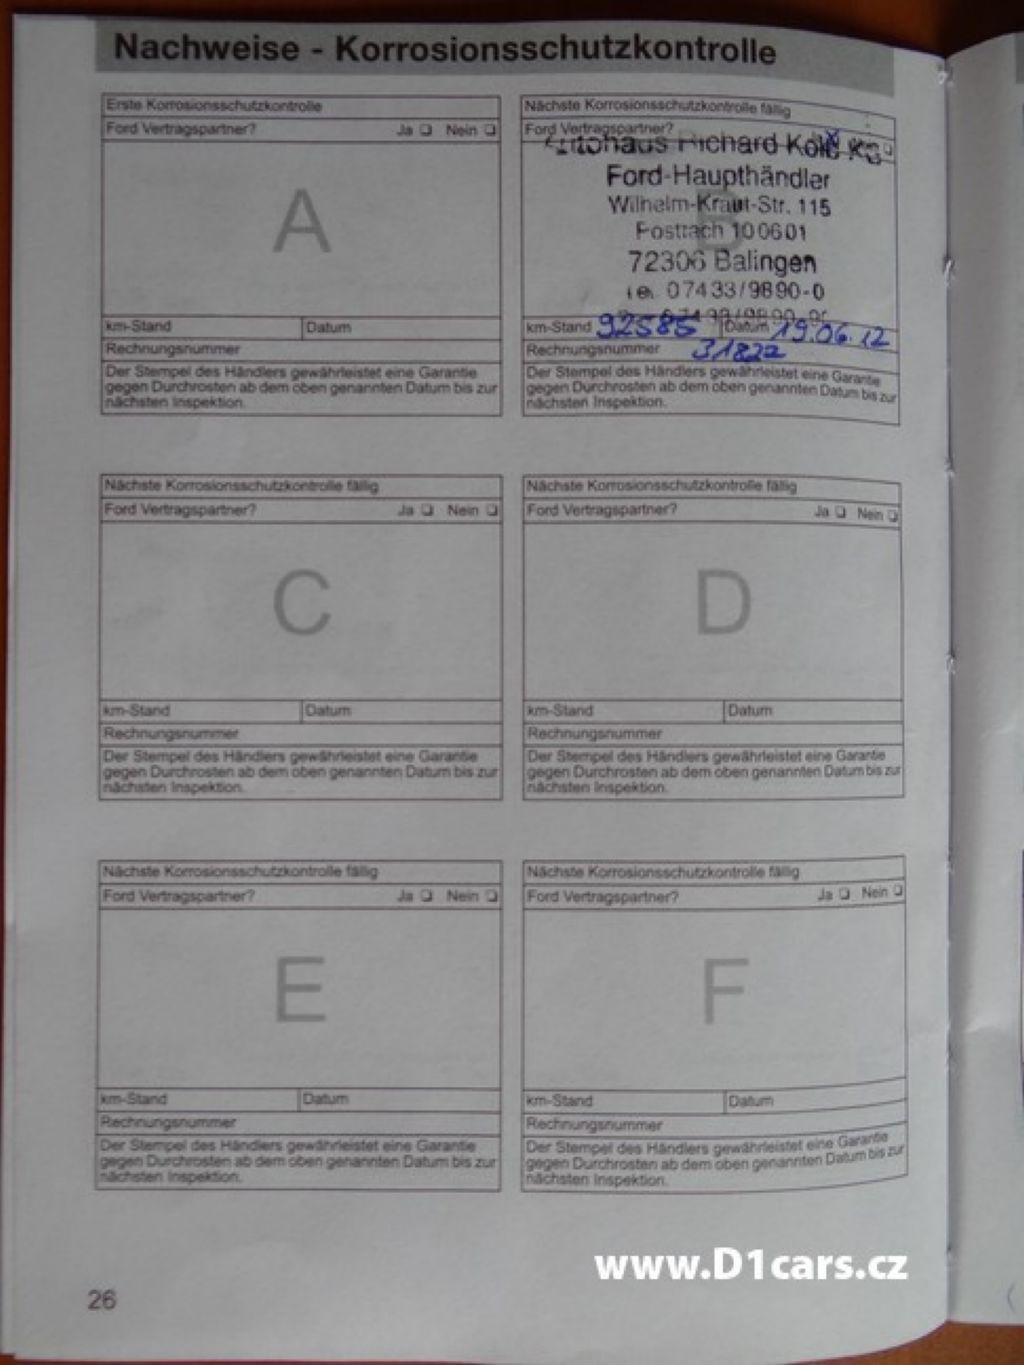 Nachweise - Korrosionsschutzkontrolle
Erste Korrosionsschutzkontrolle
Ford Vertragspartner? Ja Nein
A
km-Stand Datum
Rechnungsnummer
Der Stempel des Händlers gewährleistet eine Garantie
gegen Durchrosten ab dem oben genannten Datum bis zur
nächsten Inspektion.
Nächste Korrosionsschutzkontrolle fällig
Ford Vertragspartner?
Richard
Ford-Haupthändler
Wilhelm-Kraut-Str. 115
B
Postfach 100601
72306 Balingen
07433/9890-0
km-Stand 92585 Datum 19.06.12
Rechnungsnummer 31822
Der Stempel des Händlers gewährleistet eine Garantie
gegen Durchrosten ab dem oben genannten Datum bis zur
nächsten Inspektion.
Nächste Korrosionsschutzkontrolle fällig
Ford Vertragspartner? Ja Nein
C
km-Stand Datum
Rechnungsnummer
Der Stempel des Händlers gewährleistet eine Garantie
gegen Durchrosten ab dem oben genannten Datum bis zur
nächsten Inspektion.
Nächste Korrosionsschutzkontrolle fällig
Ford Vertragspartner? Ja Nein
D
km-Stand Datum
Rechnungsnummer
Der Stempel des Händlers gewährleistet eine Garantie
gegen Durchrosten ab dem oben genannten Datum bis zur
nächsten Inspektion.
Nächste Korrosionsschutzkontrolle fällig
Ford Vertragspartner? Ja Nein
E
km-Stand Datum
Rechnungsnummer
Der Stempel des Händlers gewährleistet eine Garantie
gegen Durchrosten ab dem oben genannten Datum bis zur
nächsten Inspektion.
Nächste Korrosionsschutzkontrolle fällig
Ford Vertragspartner? Ja Nein
F
km-Stand Datum
Rechnungsnummer
Der Stempel des Händlers gewährleistet eine Garantie
gegen Durchrosten ab dem oben genannten Datum bis zur
nächsten Inspektion.
www.D1cars.cz
26